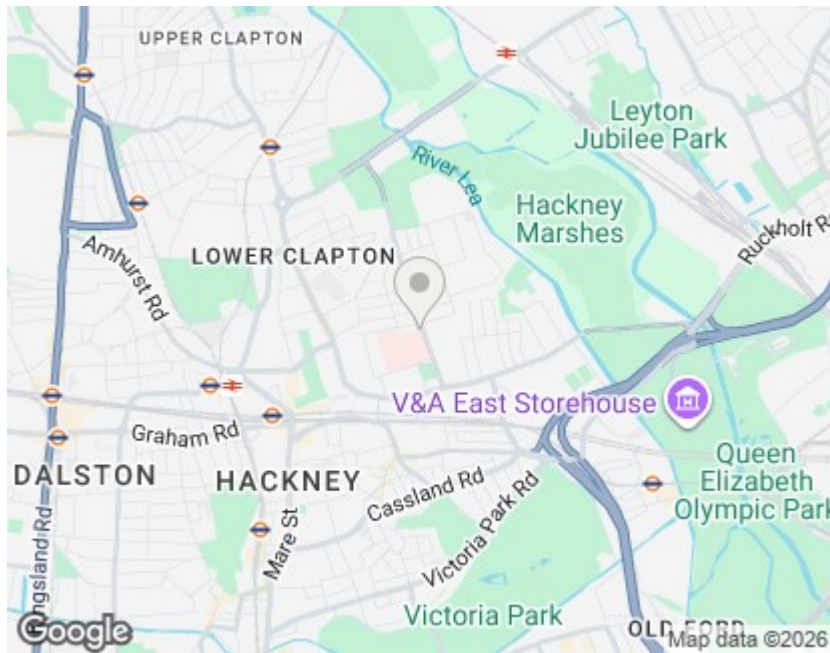 UPPER CLAPTON
Leyton
Jubilee Park
River Lea
Hackney
Marshes
Ruckholt R
Amhurst Rd
LOWER CLAPTON
V&A East Storehouse
Graham Rd
Queen
Elizabeth
Olympic Park
DALSTON
HACKNEY
Cassland Rd
Victoria Park Rd
Mare St
Kingsland Rd
Victoria Park
OLD FORD
Google
Map data ©2026